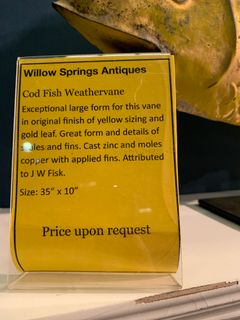 Willow Springs Antiques
Cod Fish Weathervane
Exceptional large form for this vane
in original finish of yellow sizing and
gold leaf. Great form and details of
scales and fins. Cast zinc and moles
copper with applied fins. Attributed
to J W Fisk.
Size: 35” x 10”
Price upon request